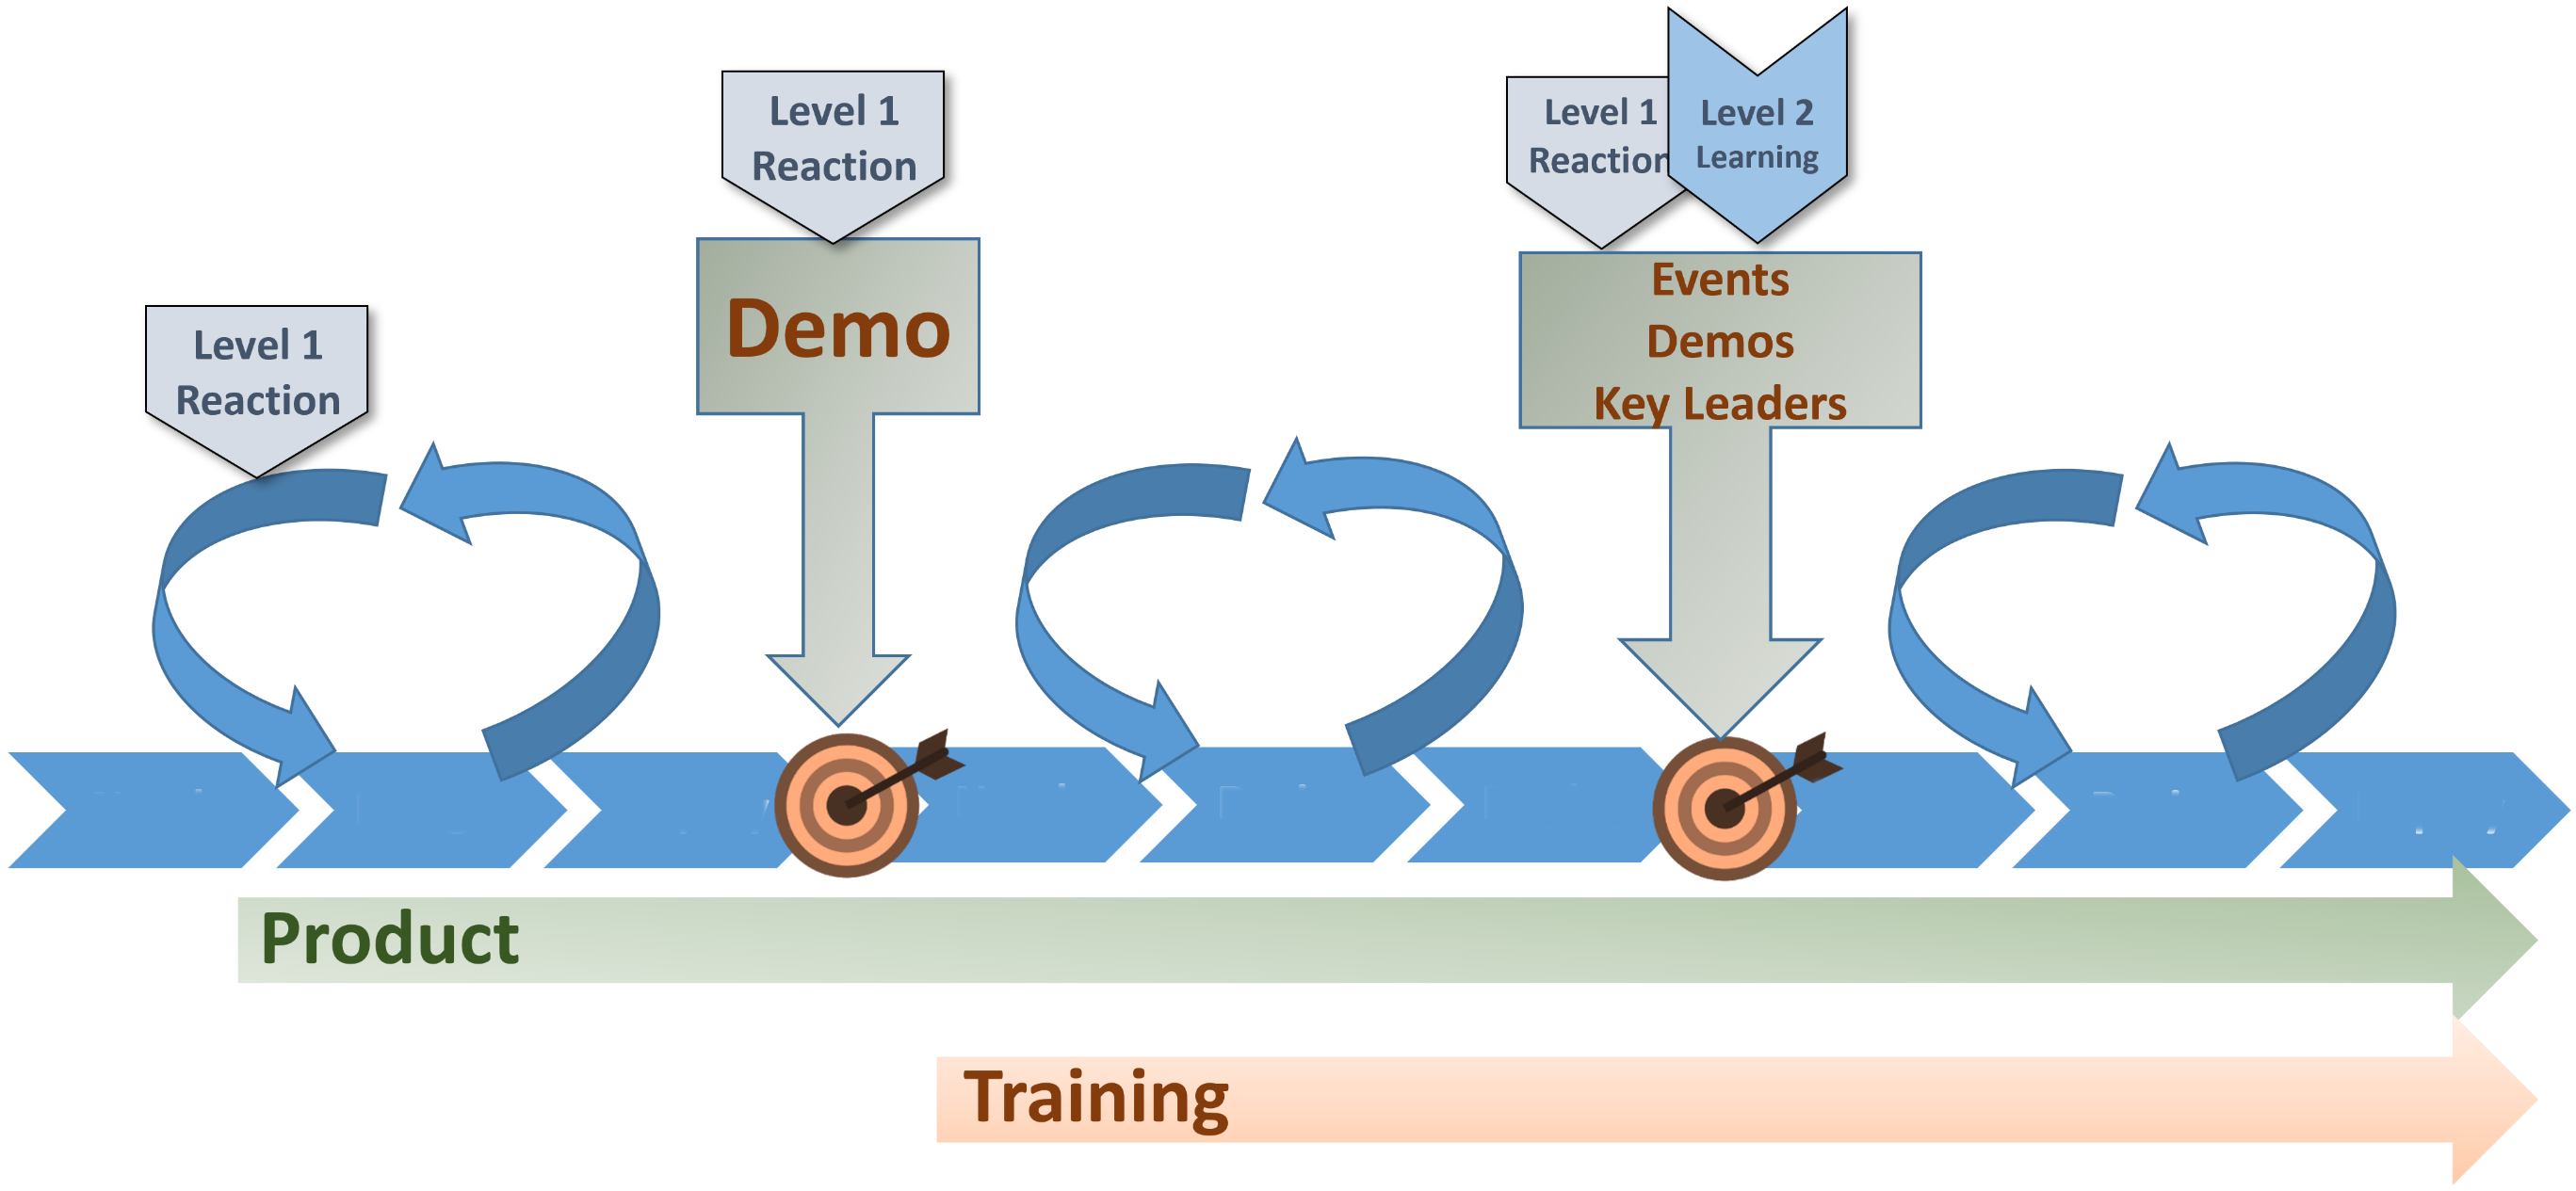 Level 1
Reaction
Level 1
Reaction
Demo
Level 1
Reaction
Level 2
Learning
Events
Demos
Key Leaders
Product
Training